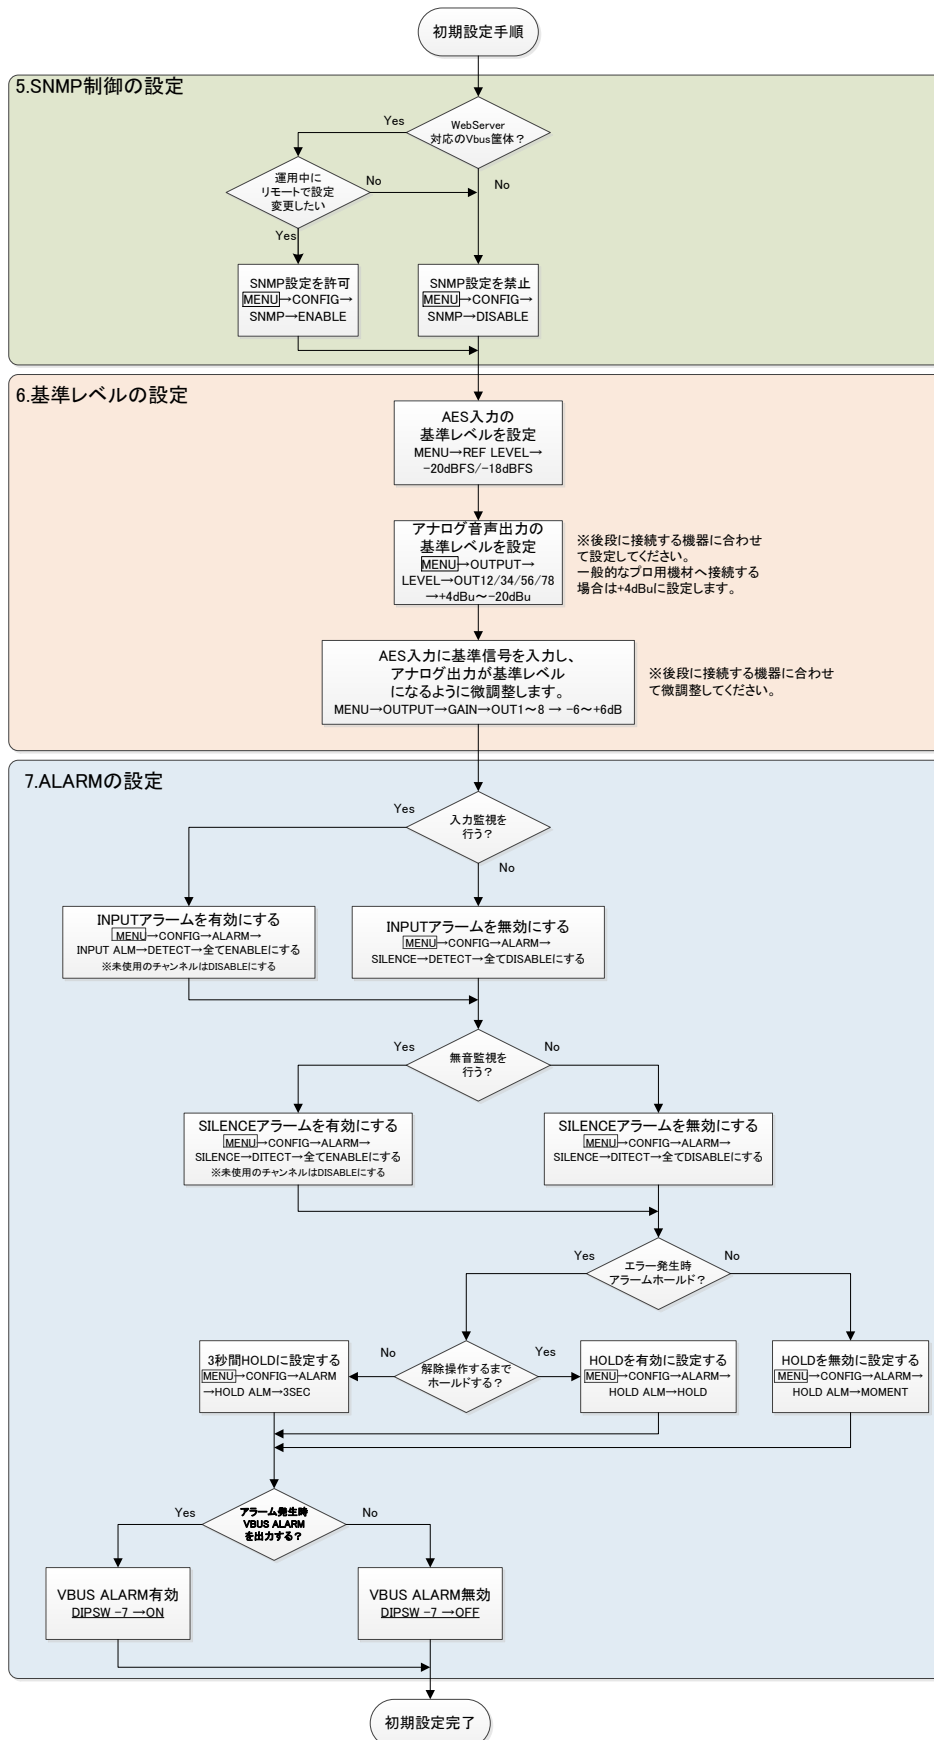 初期設定手順
5.SNMP制御の設定
WebServer
対応のVbus筐体？
Yes
運用中に
リモートで設定
変更したい
No
No
Yes
SNMP設定を許可
MENU→CONFIG→
SNMP→ENABLE
SNMP設定を禁止
MENU→CONFIG→
SNMP→DISABLE
6.基準レベルの設定
AES入力の
基準レベルを設定
MENU→REF LEVEL→
-20dBFS/-18dBFS
アナログ音声出力の
基準レベルを設定
MENU→OUTPUT→
LEVEL→OUT12/34/56/78
→+4dBu～-20dBu
※後段に接続する機器に合わせ
て設定してください。
一般的なプロ用機材へ接続する
場合は+4dBuに設定します。
AES入力に基準信号を入力し、
アナログ出力が基準レベル
になるように微調整します。
MENU→OUTPUT→GAIN→OUT1～8 → -6～+6dB
※後段に接続する機器に合わせ
て微調整してください。
7.ALARMの設定
Yes
入力監視を
行う？
No
INPUTアラームを有効にする
MENU→CONFIG→ALARM→
INPUT ALM→DETECT→全てENABLEにする
※未使用のチャンネルはDISABLEにする
INPUTアラームを無効にする
MENU→CONFIG→ALARM→
SILENCE→DETECT→全てDISABLEにする
Yes
無音監視を
行う？
No
SILENCEアラームを有効にする
MENU→CONFIG→ALARM→
SILENCE→DITECT→全てENABLEにする
※未使用のチャンネルはDISABLEにする
SILENCEアラームを無効にする
MENU→CONFIG→ALARM→
SILENCE→DITECT→全てDISABLEにする
Yes
エラー発生時
アラームホールド？
No
3秒間HOLDに設定する
MENU→CONFIG→ALARM
→HOLD ALM→3SEC
No
解除操作するまで
ホールドする？
Yes
HOLDを有効に設定する
MENU→CONFIG→ALARM→
HOLD ALM→HOLD
HOLDを無効に設定する
MENU→CONFIG→ALARM→
HOLD ALM→MOMENT
Yes
アラーム発生時
VBUS ALARM
を出力する？
No
VBUS ALARM有効
DIPSW -7 →ON
VBUS ALARM無効
DIPSW -7 →OFF
初期設定完了